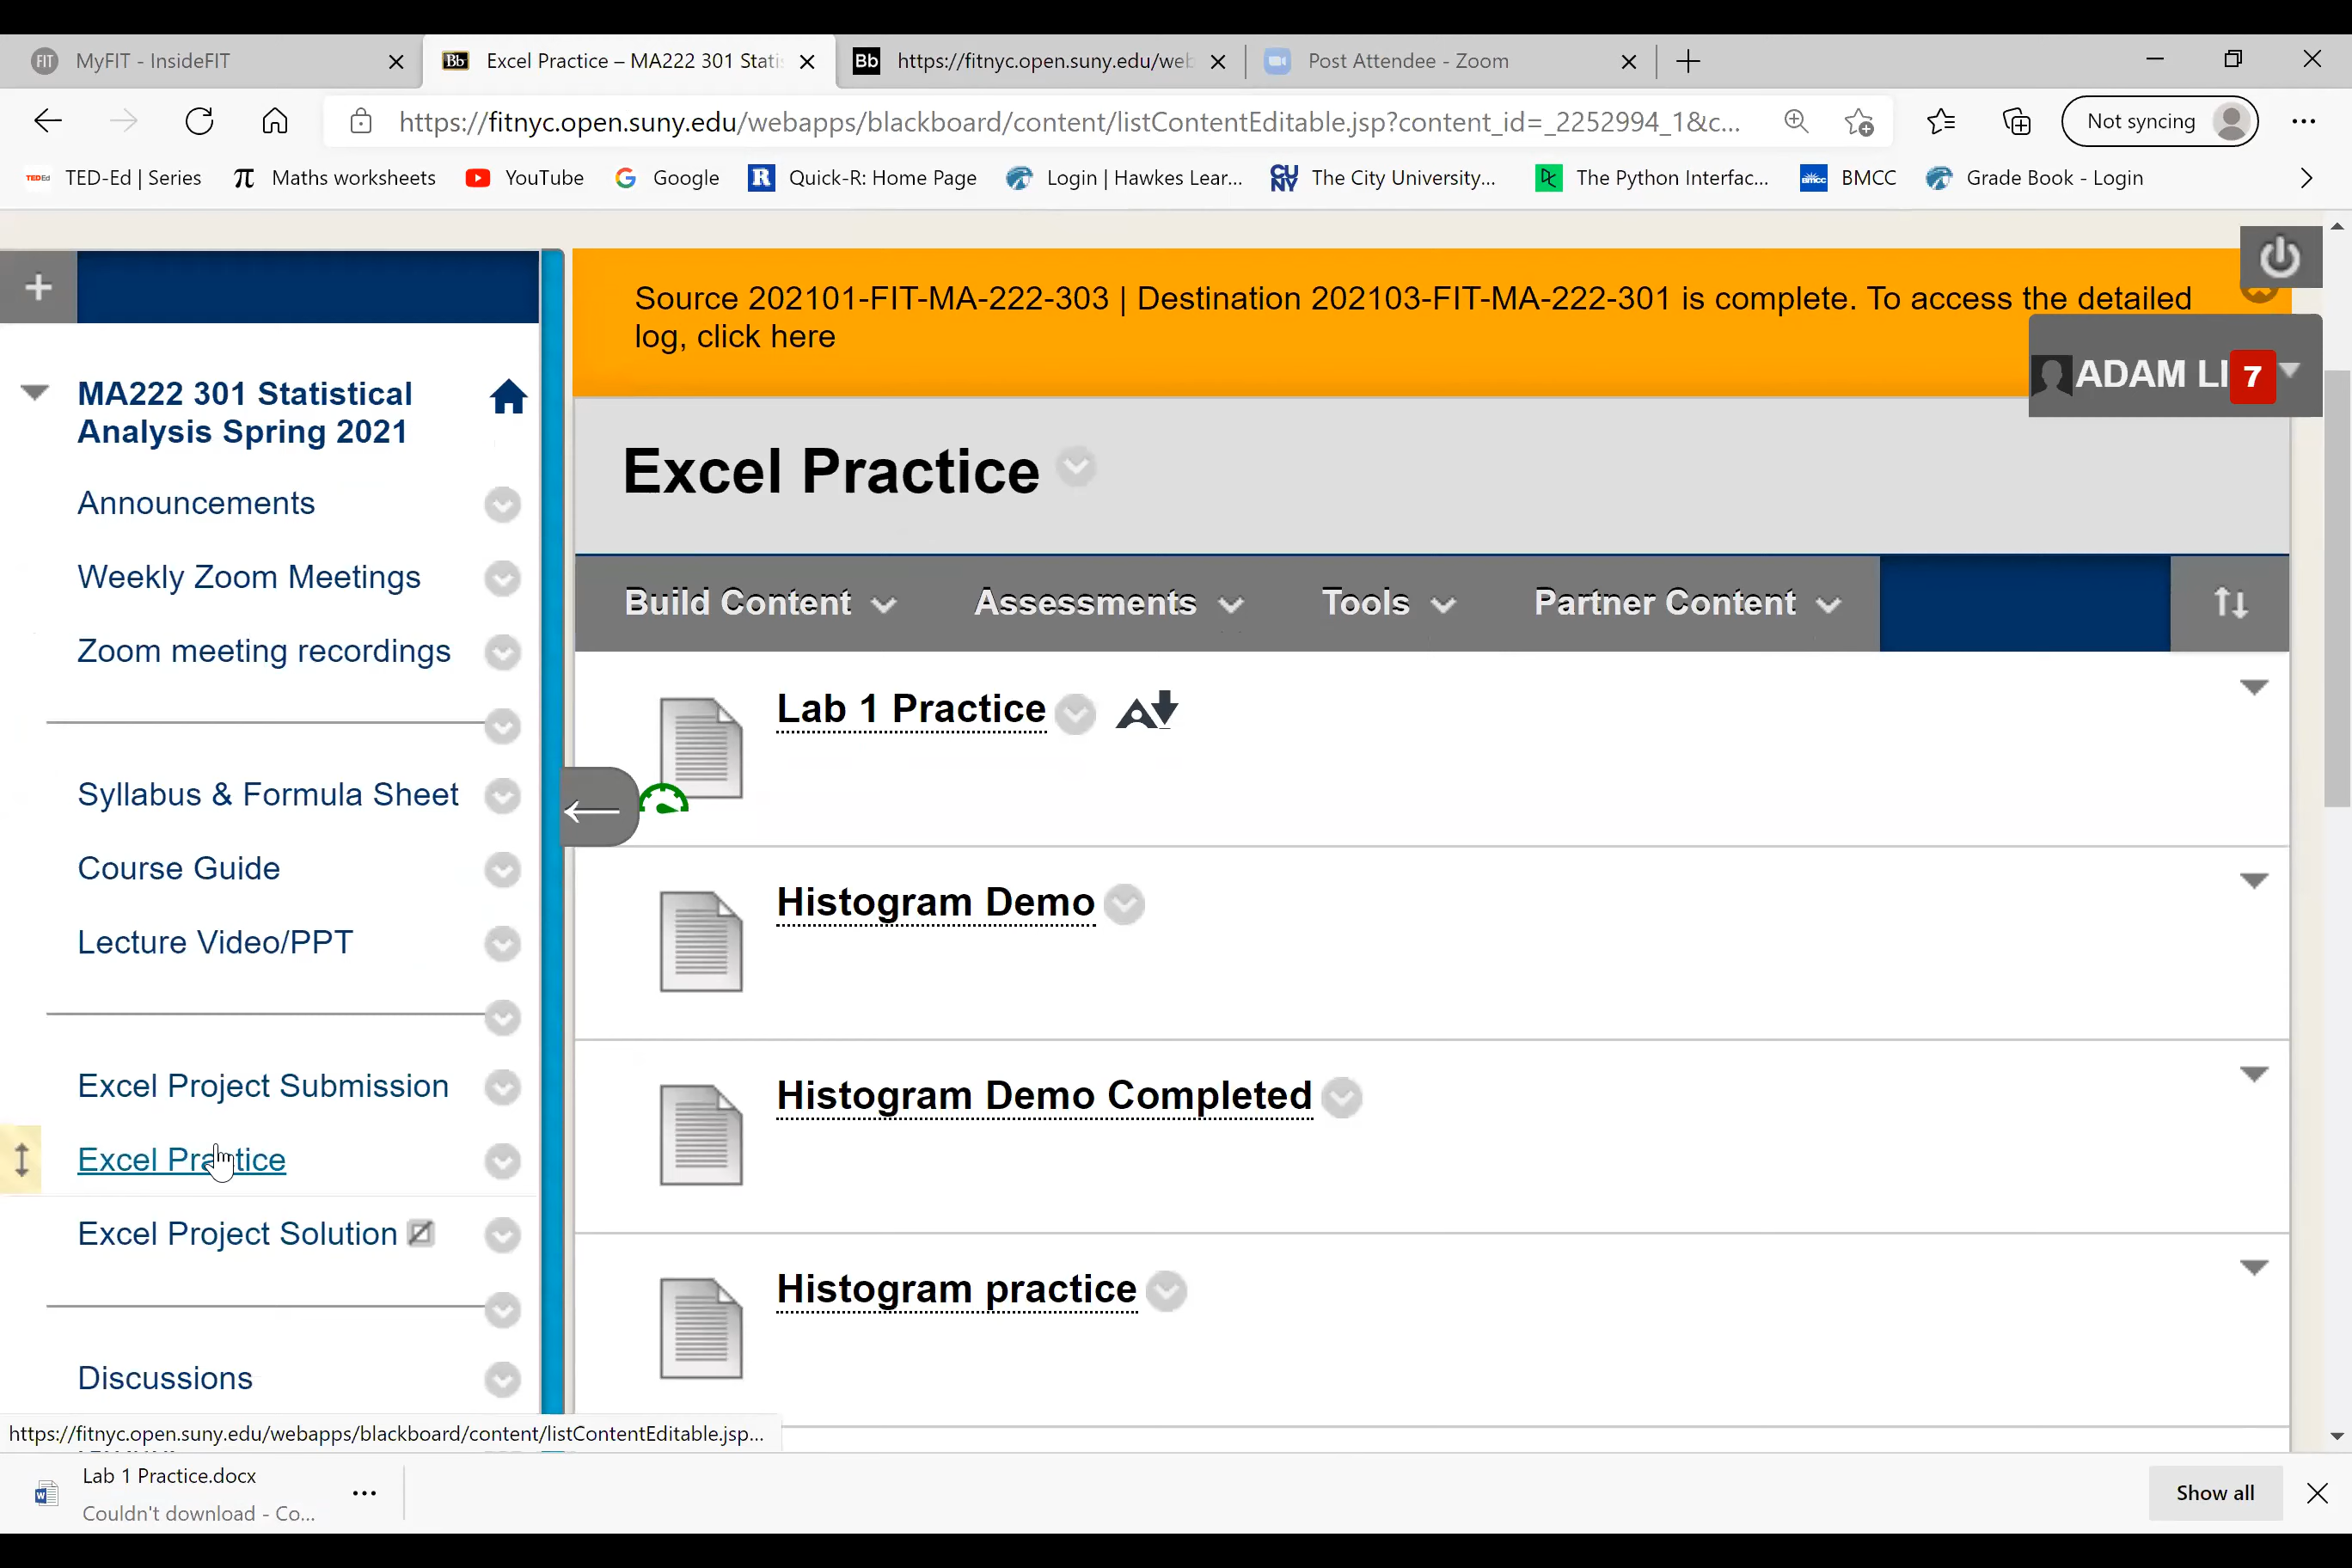 MyFIT - InsideFIT
Excel Practice – MA222 301 Stati
https://fitnyc.open.suny.edu/web
Post Attendee - Zoom
https://fitnyc.open.suny.edu/webapps/blackboard/content/listContentEditable.jsp?content_id=_2252994_1&c...
Not syncing
TED-Ed | Series
Maths worksheets
YouTube
Google
Quick-R: Home Page
Login | Hawkes Lear...
The City University...
The Python Interfac...
BMCC
Grade Book - Login
Source 202101-FIT-MA-222-303 | Destination 202103-FIT-MA-222-301 is complete. To access the detailed
log, click here
ADAM LI 7
MA222 301 Statistical
Analysis Spring 2021
Announcements
Weekly Zoom Meetings
Zoom meeting recordings
Syllabus & Formula Sheet
Course Guide
Lecture Video/PPT
Excel Project Submission
Excel Practice
Excel Project Solution
Discussions
Excel Practice
Build Content
Assessments
Tools
Partner Content
Lab 1 Practice
Histogram Demo
Histogram Demo Completed
Histogram practice
https://fitnyc.open.suny.edu/webapps/blackboard/content/listContentEditable.jsp...
Lab 1 Practice.docx
Couldn't download - Co...
Show all